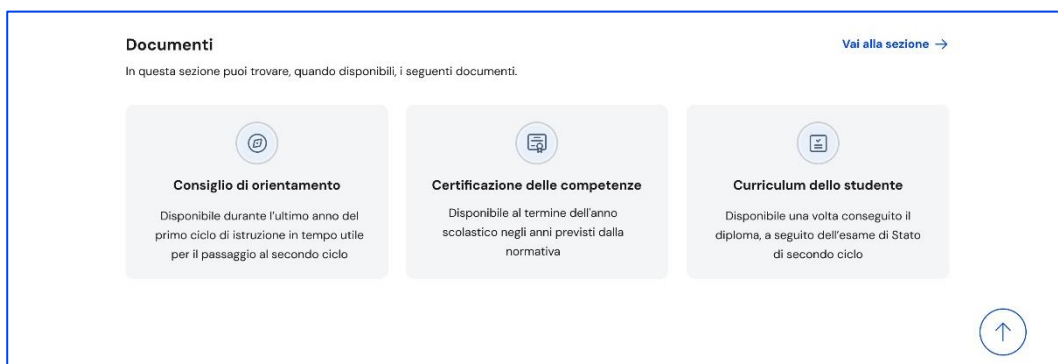 Documenti
Vai alla sezione →
In questa sezione puoi trovare, quando disponibili, i seguenti documenti.
Consiglio di orientamento
Disponibile durante l'ultimo anno del
primo ciclo di istruzione in tempo utile
per il passaggio al secondo ciclo
Certificazione delle competenze
Disponibile al termine dell'anno
scolastico negli anni previsti dalla
normativa
Curriculum dello studente
Disponibile una volta conseguito il
diploma, a seguito dell'esame di Stato
di secondo ciclo